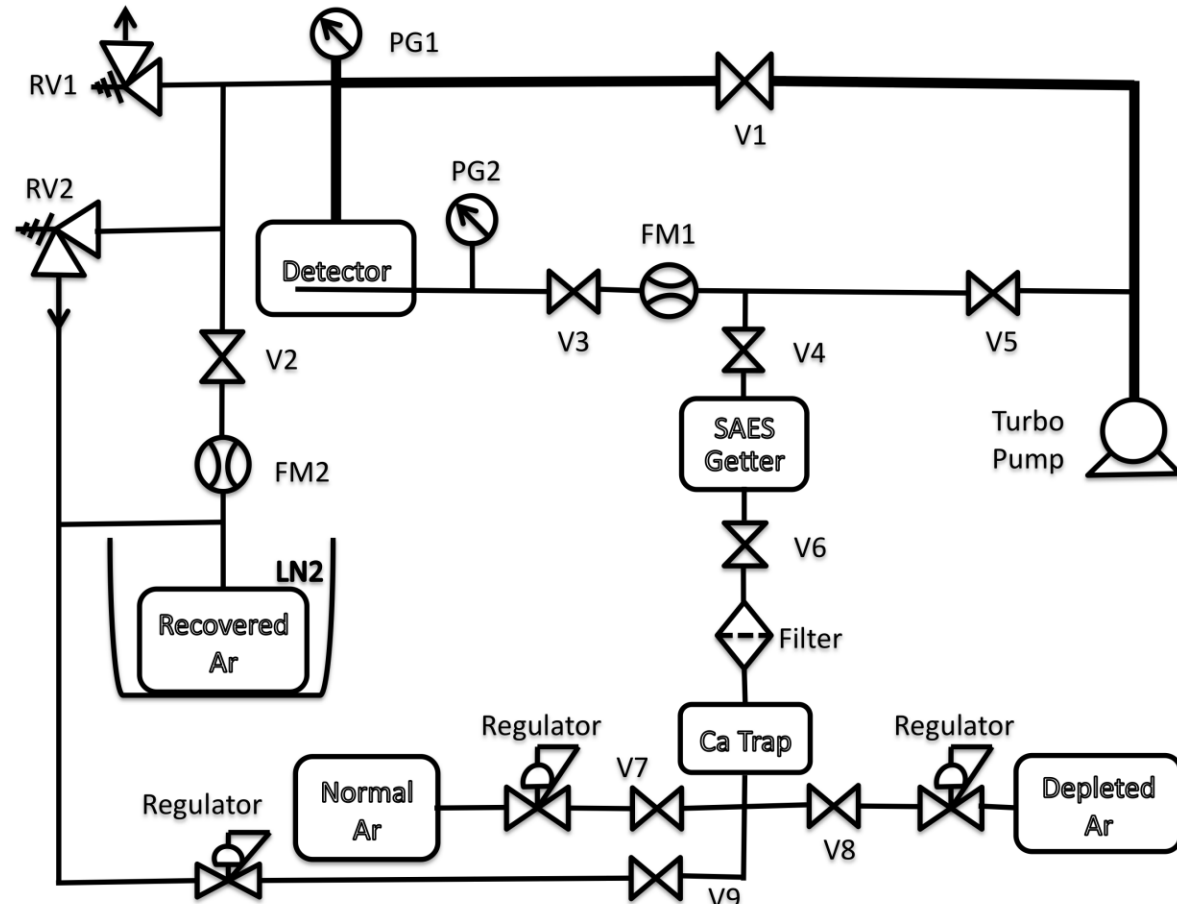 PG1
RV1
V1
PG2
RV2
FM1
Detector
V3
V4
V5
V2
SAES
Getter
Turbo
Pump
FM2
V6
LN2
Recovered
Ar
Filter
Regulator
Ca Trap
Regulator
V7
Normal
Ar
Depleted
Ar
Regulator
V8
V9